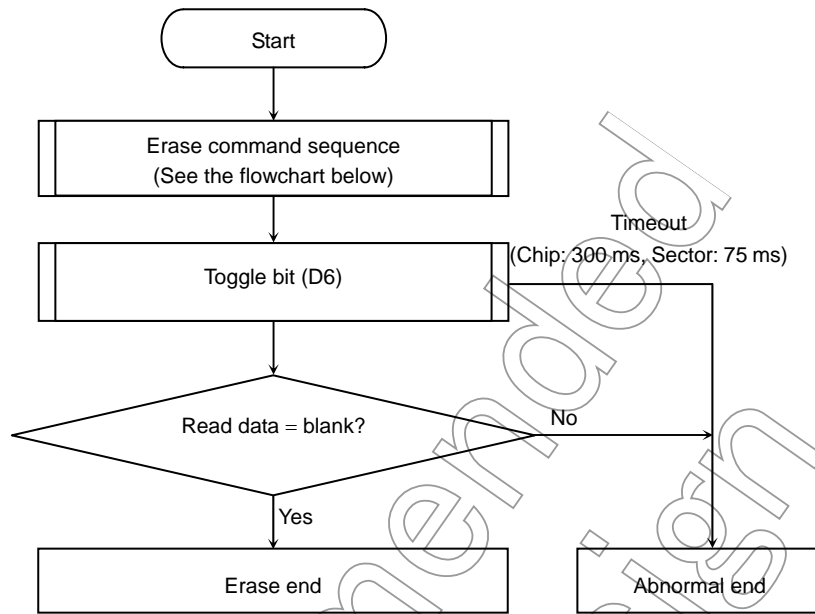 Start
Erase command sequence
(See the flowchart below)
Timeout
(Chip: 300 ms, Sector: 75 ms)
Toggle bit (D6)
Read data = blank?
No
Yes
Erase end
Abnormal end